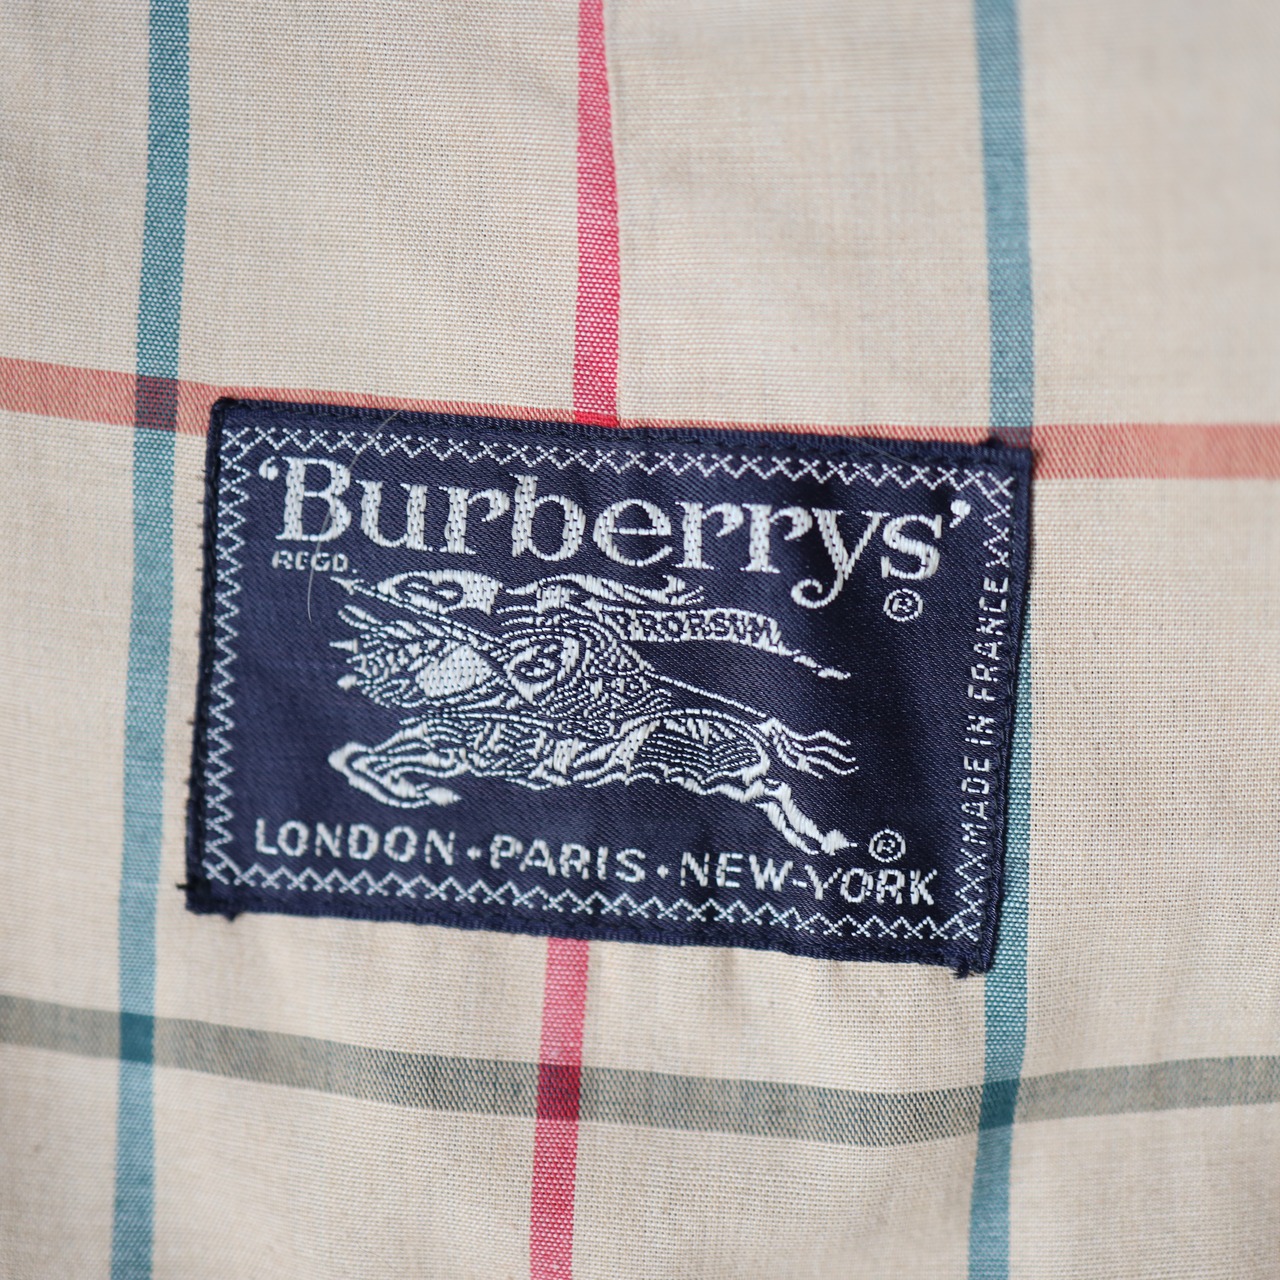 ‘Burberrys’
REGD. ®
PRORSUM
®
LONDON·PARIS·NEW-YORK
MADE IN FRANCE